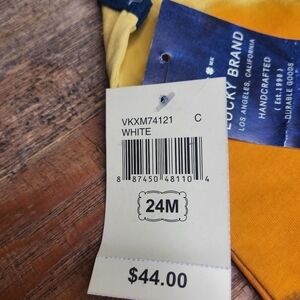 VKXM74121 C
WHITE
8 87450 48110 4
24M
$44.00
LUCKY BRAND
LOS ANGELES, CALIFORNIA
HANDCRAFTED
( Est. 1990 )
DURABLE GOODS